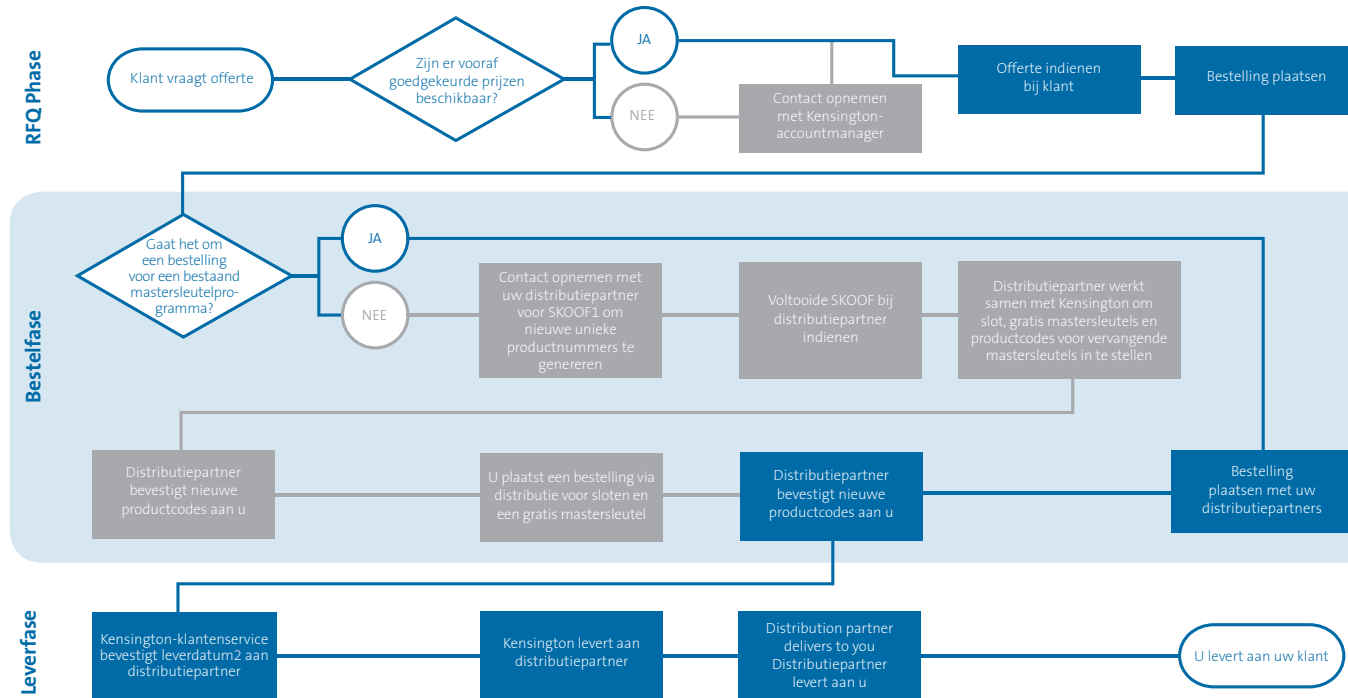 RFQ Phase
Klant vraagt offerte
Zijn er vooraf
goedgekeurde prijzen
beschikbaar?
JA
NEE
Contact opnemen
met Kensington-
accountmanager
Offerte indienen
bij klant
Bestelling plaatsen
Bestelfase
Gaat het om
een bestelling
voor een bestaand
mastersleutelpro-
gramma?
JA
NEE
Contact opnemen met
uw distributiepartner
voor SKOOF1 om
nieuwe unieke
productnummers te
genereren
Voltooide SKOOF bij
distributiepartner
indienen
Distributiepartner werkt
samen met Kensington om
slot, gratis mastersleutels en
productcodes voor vervangende
mastersleutels in te stellen
Distributiepartner
bevestigt nieuwe
productcodes aan u
U plaatst een bestelling via
distributie voor sloten en
een gratis mastersleutel
Distributiepartner
bevestigt nieuwe
productcodes aan u
Bestelling
plaatsen met uw
distributiepartners
Leverfase
Kensington-klantenservice
bevestigt leverdatum2 aan
distributiepartner
Kensington levert aan
distributiepartner
Distribution partner
delivers to you
Distributiepartner
levert aan u
U levert aan uw klant